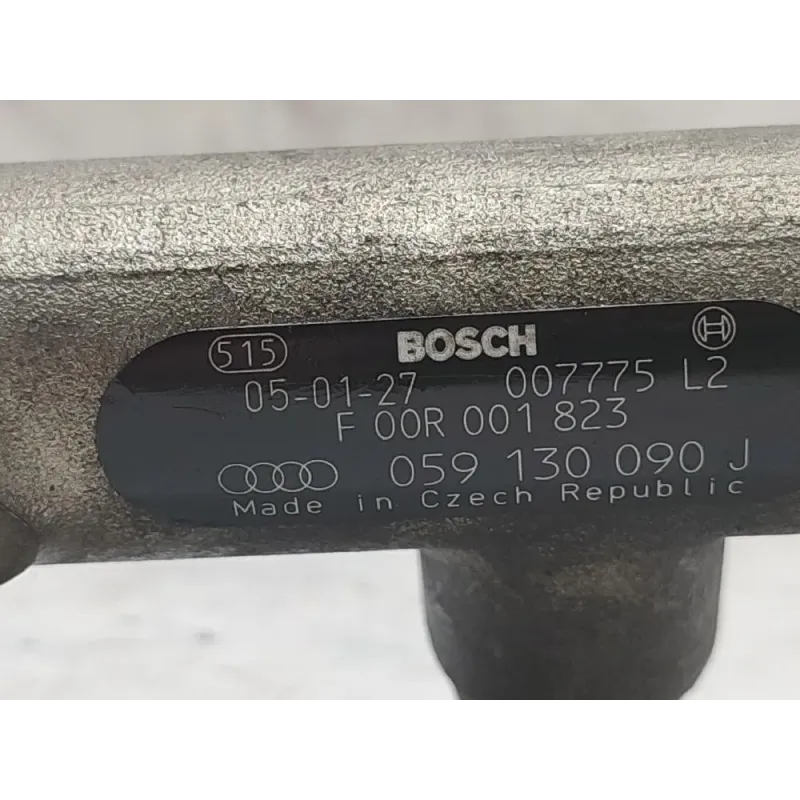 515 BOSCH
05-01-27 007775 L2
F 00R 001 823
059 130 090 J
Made in Czech Republic